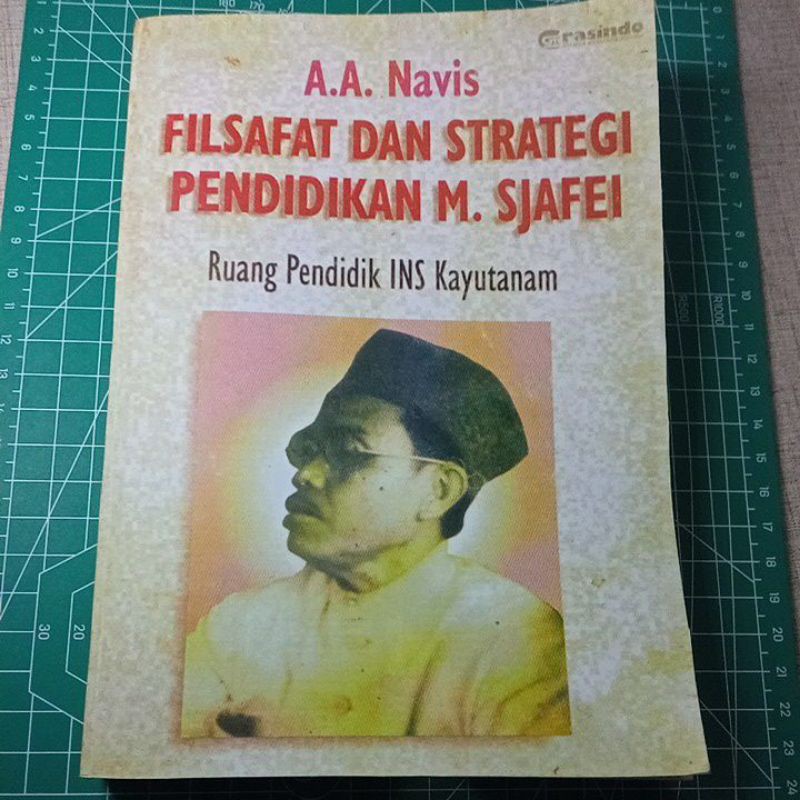 Grasindo
A.A. Navis
FILSAFAT DAN STRATEGI
PENDIDIKAN M. SJAFEI
Ruang Pendidik INS Kayutanam